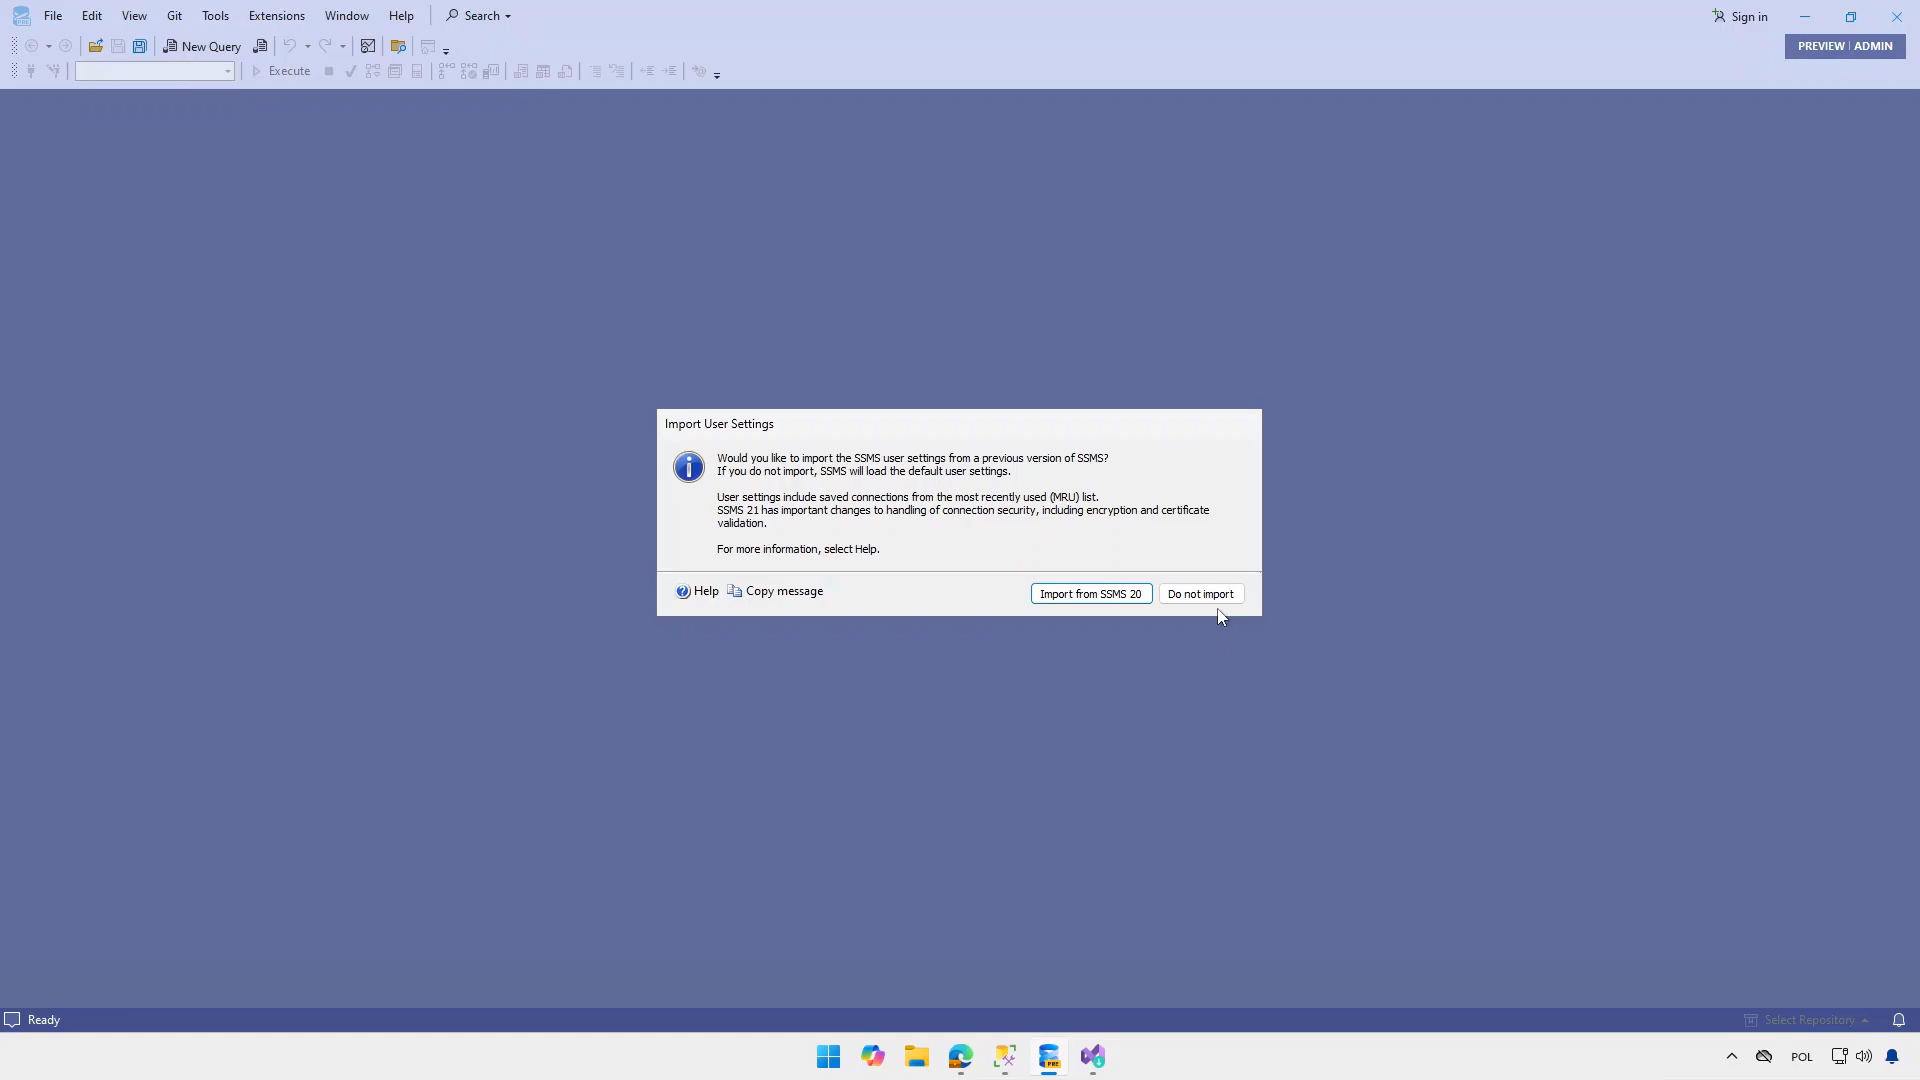 File Edit View Git Tools Extensions Window Help Search Sign in
New Query PREVIEW | ADMIN
Execute
Import User Settings
Would you like to import the SSMS user settings from a previous version of SSMS?
If you do not import, SSMS will load the default user settings.
User settings include saved connections from the most recently used (MRU) list.
SSMS 21 has important changes to handling of connection security, including encryption and certificate
validation.
For more information, select Help.
Help Copy message Import from SSMS 20 Do not import
Ready Select Repository
PRE POL